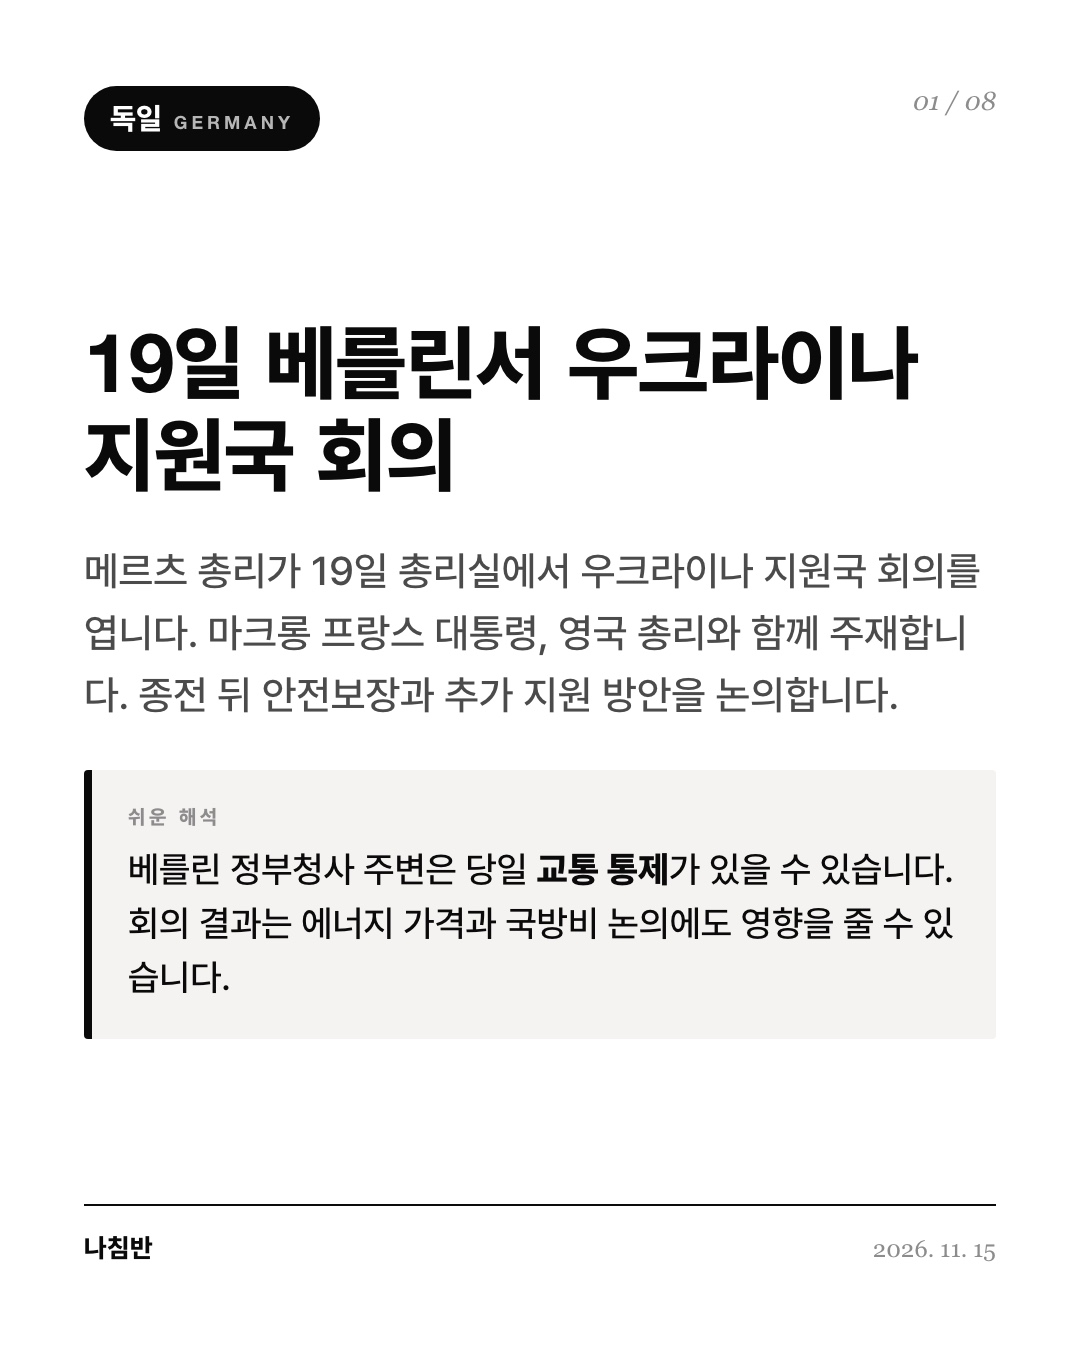 독일 GERMANY
01 / 08
19일 베를린서 우크라이나
지원국 회의
메르츠 총리가 19일 총리실에서 우크라이나 지원국 회의를
엽니다. 마크롱 프랑스 대통령, 영국 총리와 함께 주재합니
다. 종전 뒤 안전보장과 추가 지원 방안을 논의합니다.
쉬운 해석
베를린 정부청사 주변은 당일 교통 통제가 있을 수 있습니다.
회의 결과는 에너지 가격과 국방비 논의에도 영향을 줄 수 있
습니다.
나침반
2026. 11. 15